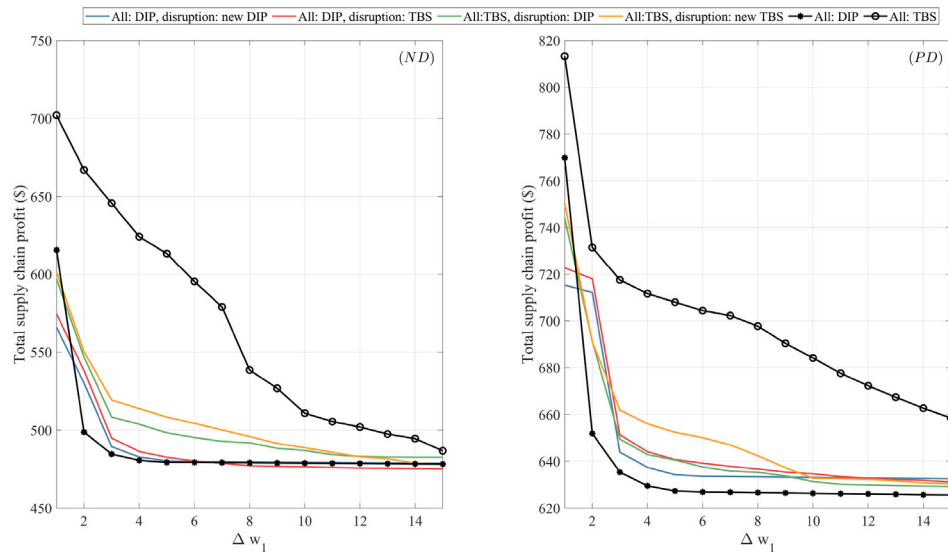 All: DIP, disruption: new DIP All: DIP, disruption: TBS All:TBS, disruption: DIP All:TBS, disruption: new TBS All: DIP All: TBS
750
700
650
600
550
500
450
Total supply chain profit ($)
(ND)
2 4 6 8 10 12 14
Δ w1
820
800
780
760
740
720
700
680
660
640
620
Total supply chain profit ($)
(PD)
2 4 6 8 10 12 14
Δ w1